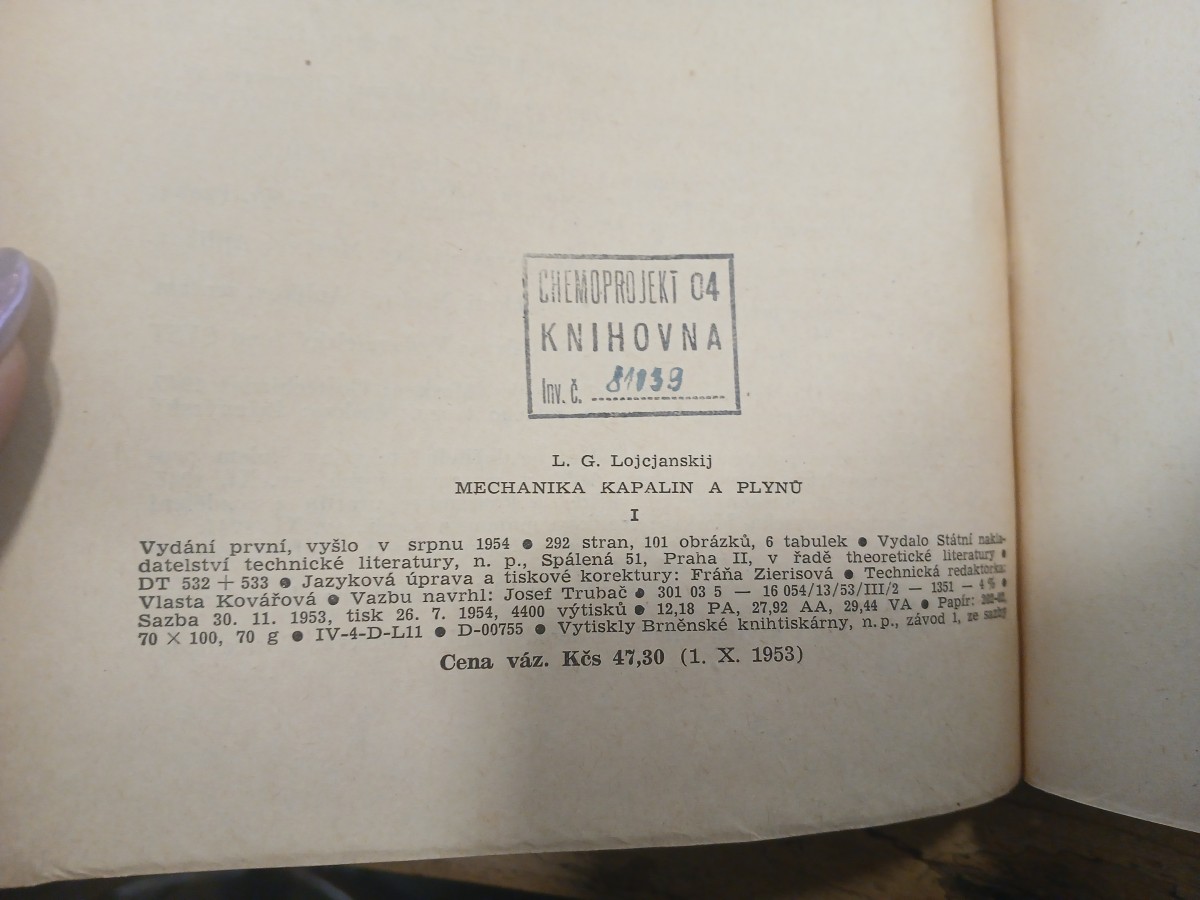 CHEMOPROJEKT 04
KNIHOVNA
Inv. č. 81139
L. G. Lojcjanskij
MECHANIKA KAPALIN A PLYNŮ
I
Vydání první, vyšlo v srpnu 1954 ● 292 stran, 101 obrázků, 6 tabulek ● Vydalo Státní nakla-
datelství technické literatury, n. p., Spálená 51, Praha II, v řadě theoretické literatury ●
DT 532 + 533 ● Jazyková úprava a tiskové korektury: Fráňa Zierisová ● Technická redaktorka:
Vlasta Kovářová ● Vazbu navrhl: Josef Trubač ● 301 03 5 — 16 054/13/53/III/2 — 1351 — 4 % ●
Sazba 30. 11. 1953, tisk 26. 7. 1954, 4400 výtisků ● 12,18 PA, 27,92 AA, 29,44 VA ● Papír:
70 × 100, 70 g ● IV-4-D-L11 ● D-00755 ● Vytiskly Brněnské knihtiskárny, n. p., závod 1, ze sazby
Cena váz. Kčs 47,30 (1. X. 1953)